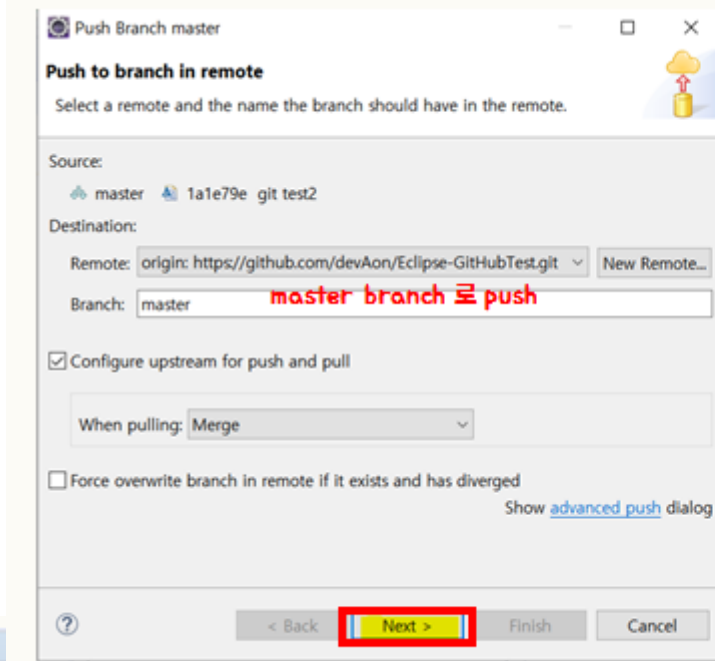 Push Branch master
Push to branch in remote
Select a remote and the name the branch should have in the remote.
Source:
master 1a1e79e git test2
Destination:
Remote: origin: https://github.com/devAon/Eclipse-GitHubTest.git New Remote...
Branch: master
master branch 로 push
Configure upstream for push and pull
When pulling: Merge
Force overwrite branch in remote if it exists and has diverged
Show advanced push dialog
? < Back Next > Finish Cancel